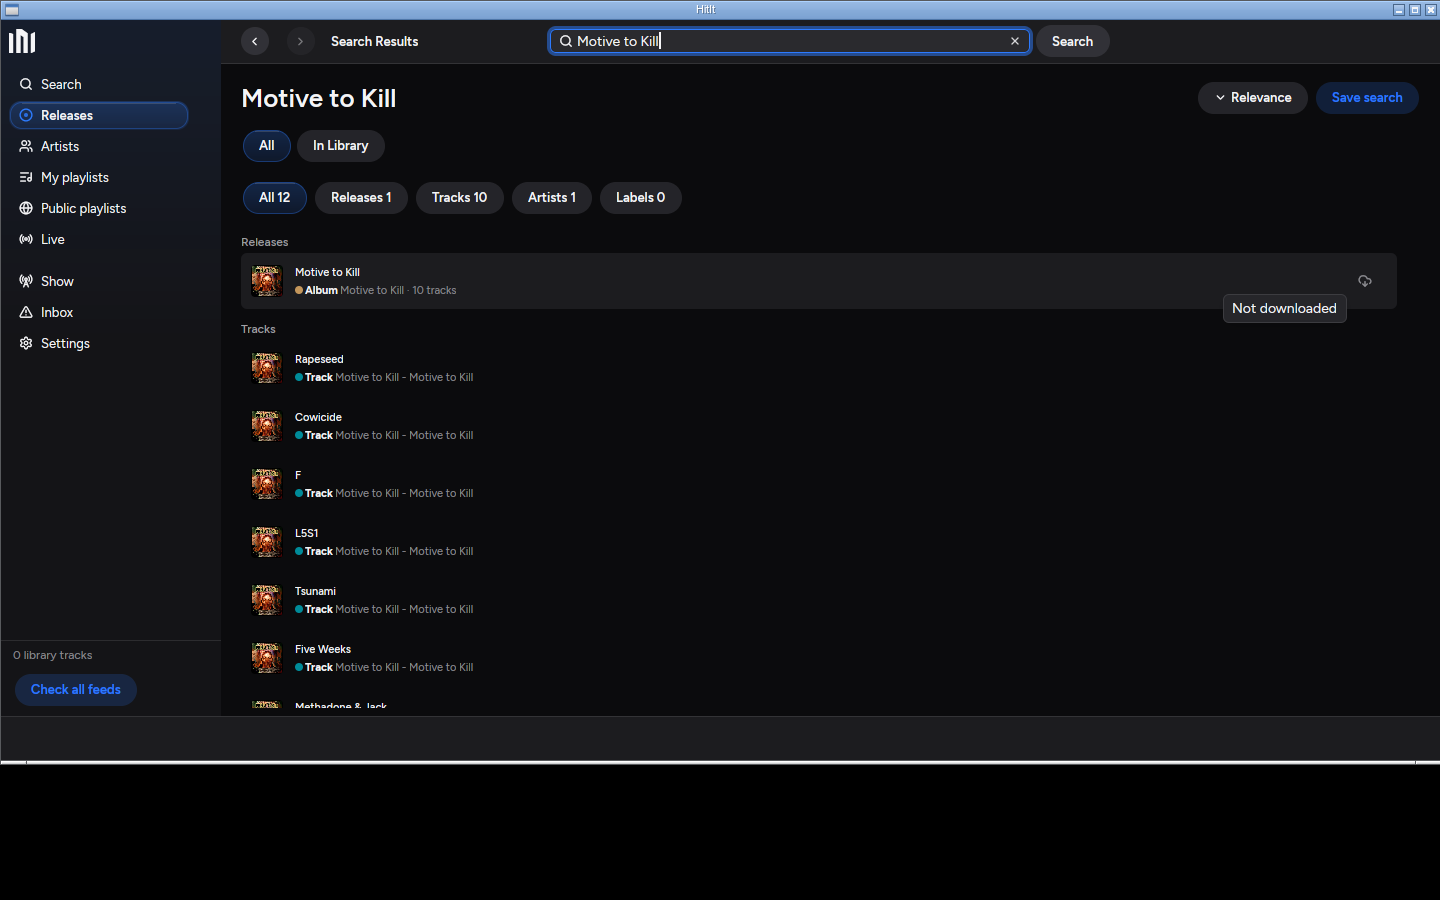 HitIt
Search Results
Motive to Kill
Search
Search
Releases
Artists
My playlists
Public playlists
Live
Show
Inbox
Settings
0 library tracks
Check all feeds
Motive to Kill
Relevance
Save search
All
In Library
All 12
Releases 1
Tracks 10
Artists 1
Labels 0
Releases
Motive to Kill
Album Motive to Kill · 10 tracks
Not downloaded
Tracks
Rapeseed
Track Motive to Kill - Motive to Kill
Cowicide
Track Motive to Kill - Motive to Kill
F
Track Motive to Kill - Motive to Kill
L5S1
Track Motive to Kill - Motive to Kill
Tsunami
Track Motive to Kill - Motive to Kill
Five Weeks
Track Motive to Kill - Motive to Kill
Methadone & Jack